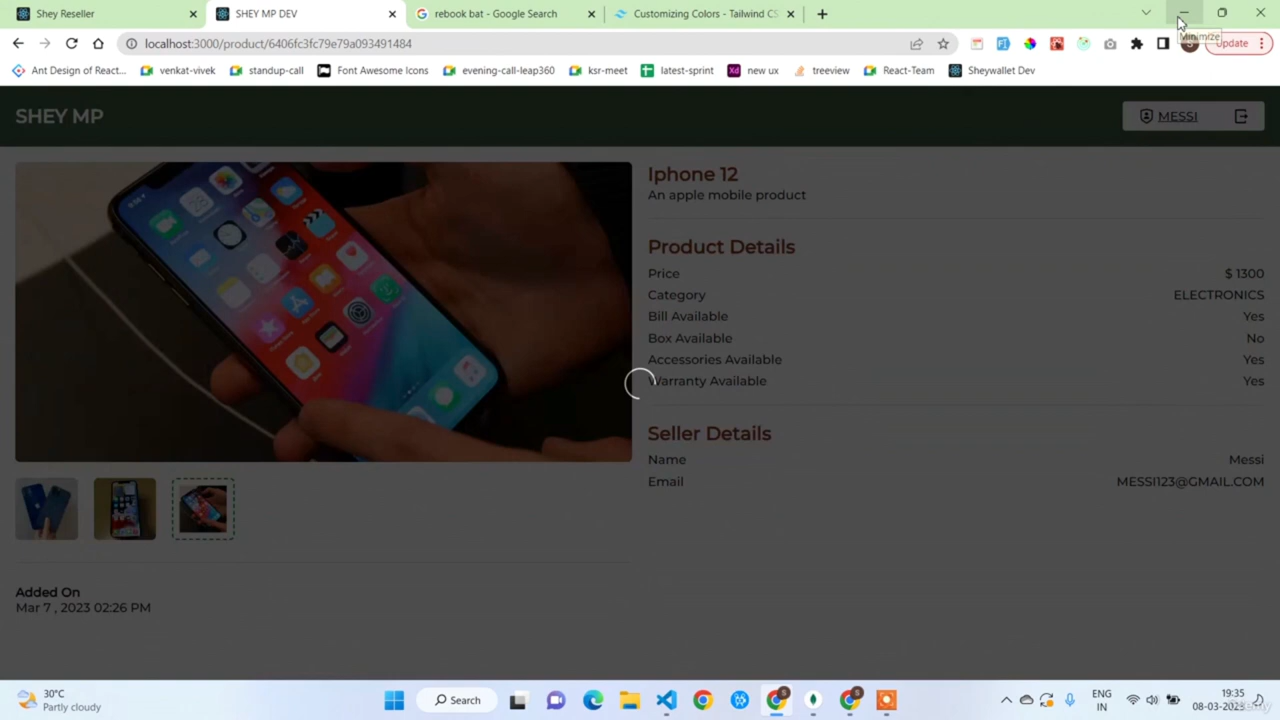 Shey Reseller
SHEY MP DEV
rebook bat - Google Search
Customizing Colors - Tailwind CS
localhost:3000/product/6406fc3fc79e79a093491484
Minimize
Update
Ant Design of React...
venkat-vivek
standup-call
Font Awesome Icons
evening-call-leap360
ksr-meet
latest-sprint
new ux
treeview
React-Team
Sheywallet Dev
SHEY MP
MESSI
Iphone 12
An apple mobile product
Product Details
Price $ 1300
Category ELECTRONICS
Bill Available Yes
Box Available No
Accessories Available Yes
Warranty Available Yes
Seller Details
Name Messi
Email MESSI123@GMAIL.COM
Added On
Mar 7 , 2023 02:26 PM
30°C
Partly cloudy
Search
ENG
IN
19:35
08-03-2023